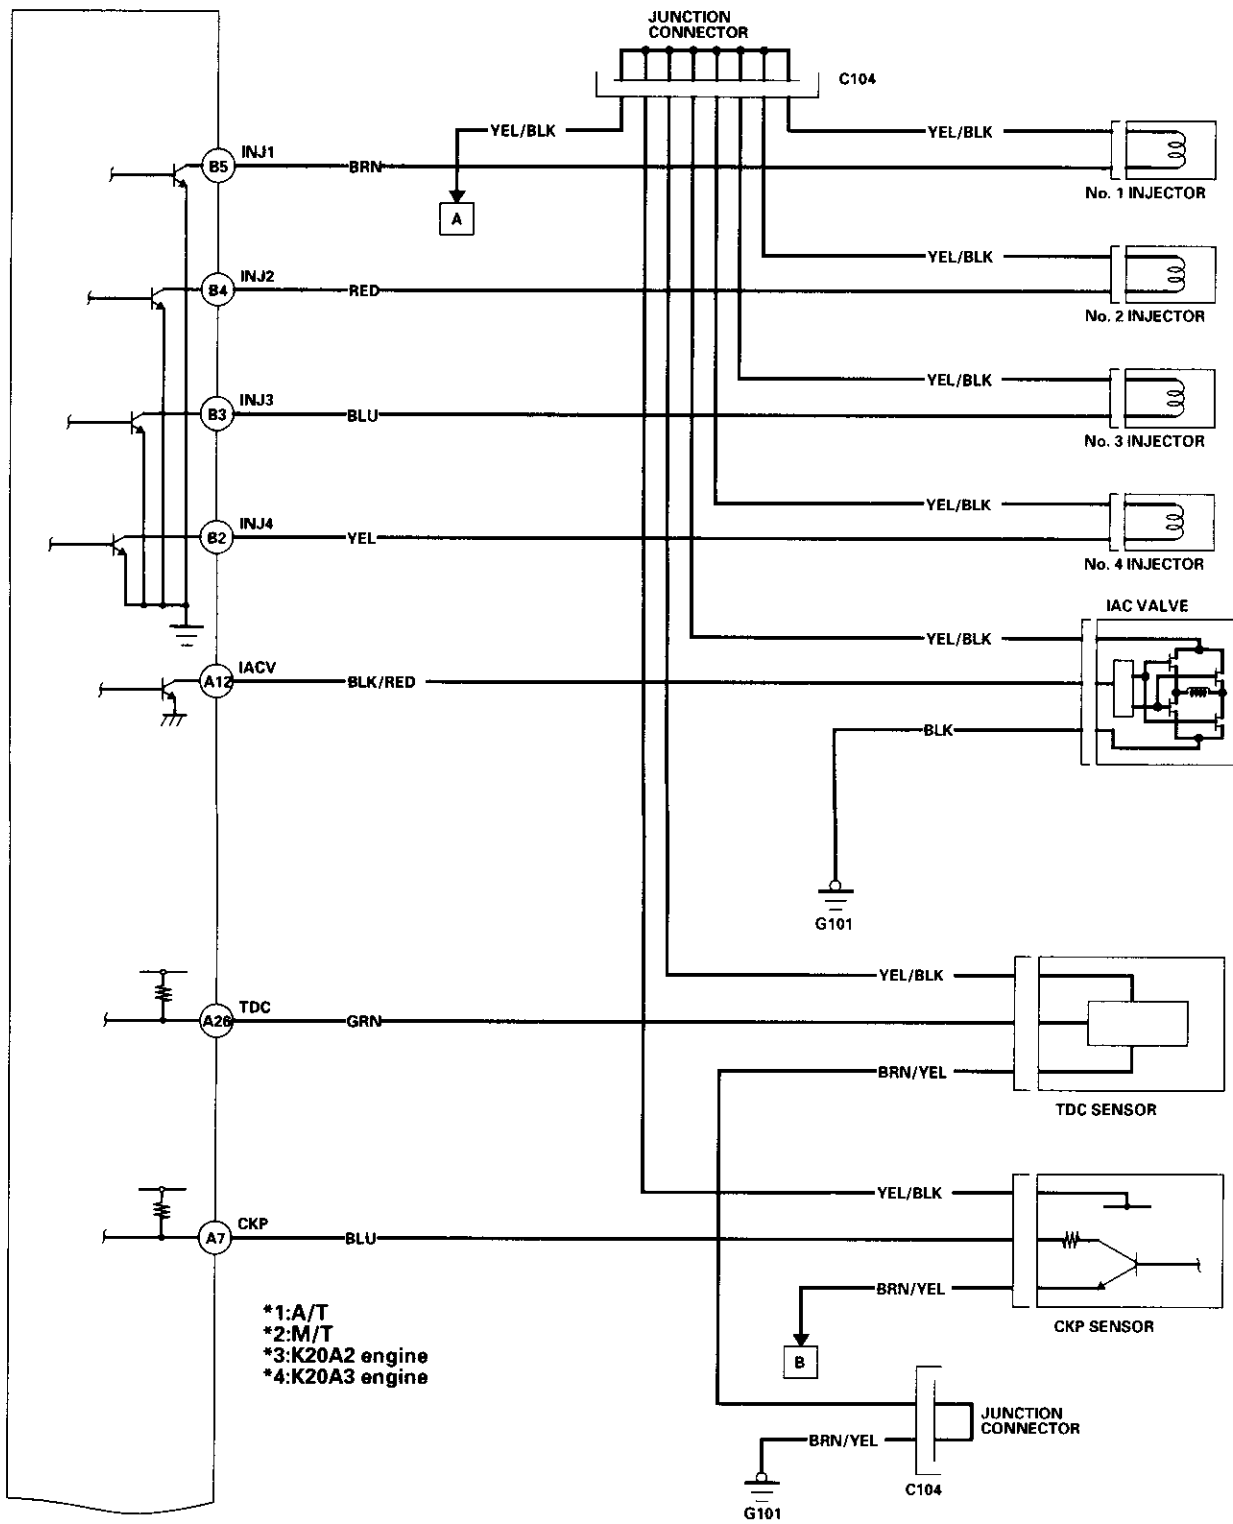 JUNCTION
CONNECTOR
C104
YEL/BLK
YEL/BLK
INJ1
B5
BRN
A
No. 1 INJECTOR
YEL/BLK
INJ2
B4
RED
No. 2 INJECTOR
YEL/BLK
INJ3
B3
BLU
No. 3 INJECTOR
YEL/BLK
INJ4
B2
YEL
No. 4 INJECTOR
IAC VALVE
YEL/BLK
IACV
A12
BLK/RED
BLK
G101
YEL/BLK
TDC
A26
GRN
BRN/YEL
TDC SENSOR
YEL/BLK
CKP
A7
BLU
BRN/YEL
CKP SENSOR
*1:A/T
*2:M/T
*3:K20A2 engine
*4:K20A3 engine
B
JUNCTION
CONNECTOR
BRN/YEL
C104
G101